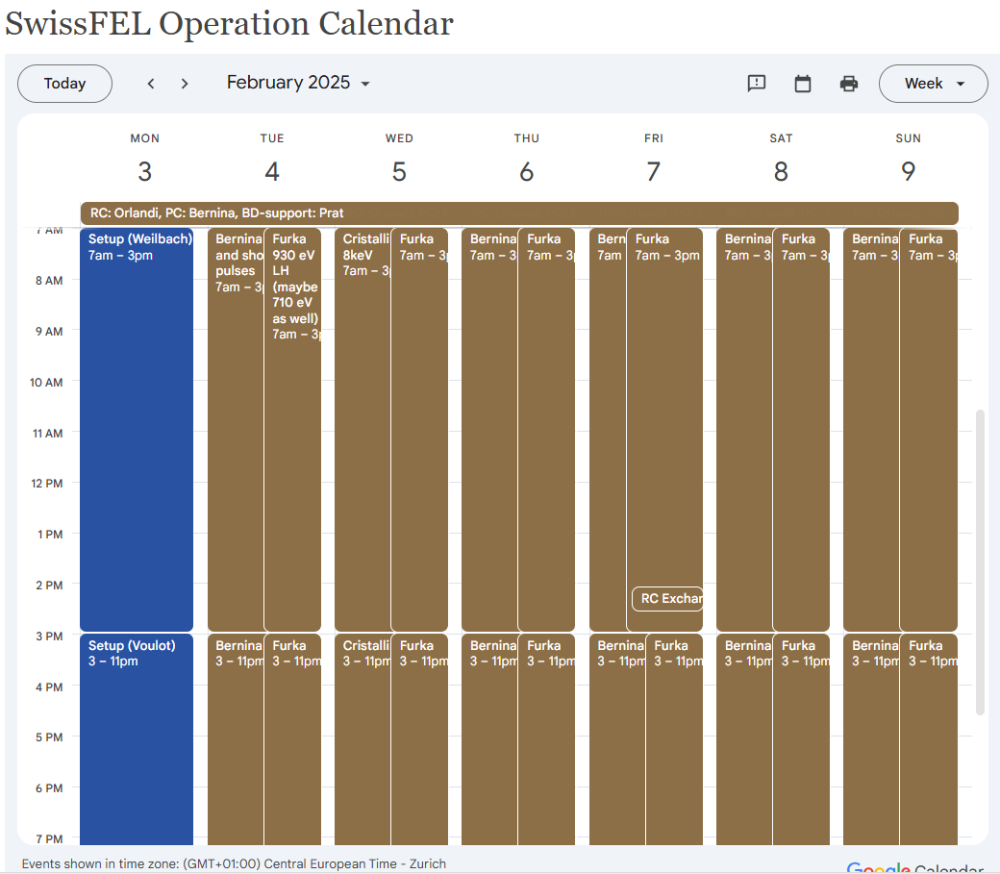 SwissFEL Operation Calendar
Today
February 2025
Week
MON
TUE
WED
THU
FRI
SAT
SUN
3
4
5
6
7
8
9
RC: Orlandi, PC: Bernina, BD-support: Prat
7 AM
8 AM
9 AM
10 AM
11 AM
12 PM
1 PM
2 PM
3 PM
4 PM
5 PM
6 PM
7 PM
Setup (Weilbach)
7am – 3pm
Setup (Voulot)
3 – 11pm
Bernina
and sho
pulses
7am – 3p
Furka
930 eV
LH
(maybe
710 eV
as well)
7am – 3p
Bernina
3 – 11pm
Furka
3 – 11pm
Cristalli
8keV
7am – 3p
Furka
7am – 3p
Cristalli
3 – 11pm
Furka
3 – 11pm
Bernina
7am – 3
Furka
7am – 3p
Bernina
3 – 11pm
Furka
3 – 11pm
Bern
7am
Furka
7am – 3pm
RC Exchar
Bernina
3 – 11pm
Furka
3 – 11pm
Bernina
7am – 3
Furka
7am – 3p
Bernina
3 – 11pm
Furka
3 – 11pm
Bernina
7am – 3
Furka
7am – 3p
Bernina
3 – 11pm
Furka
3 – 11pm
Events shown in time zone: (GMT+01:00) Central European Time - Zurich
Google Calendar